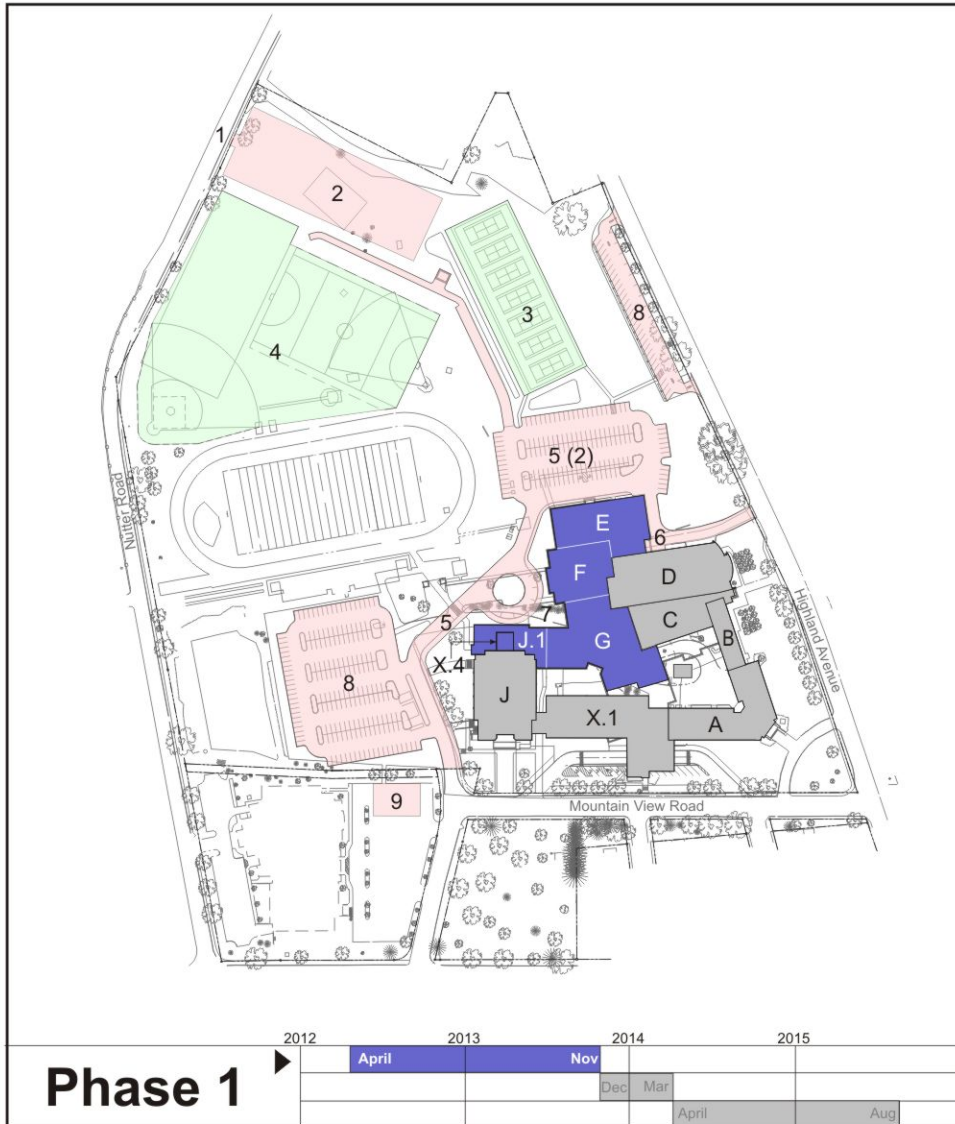 1
2
3
8
4
5 (2)
E
6
Nutter Road
F
D
Highland Avenue
7
C
5
J.1
G
B
X.4
8
J
X.1
A
9
Mountain View Road
2012 2013 2014 2015
April Nov
Phase 1
Dec Mar
April Aug